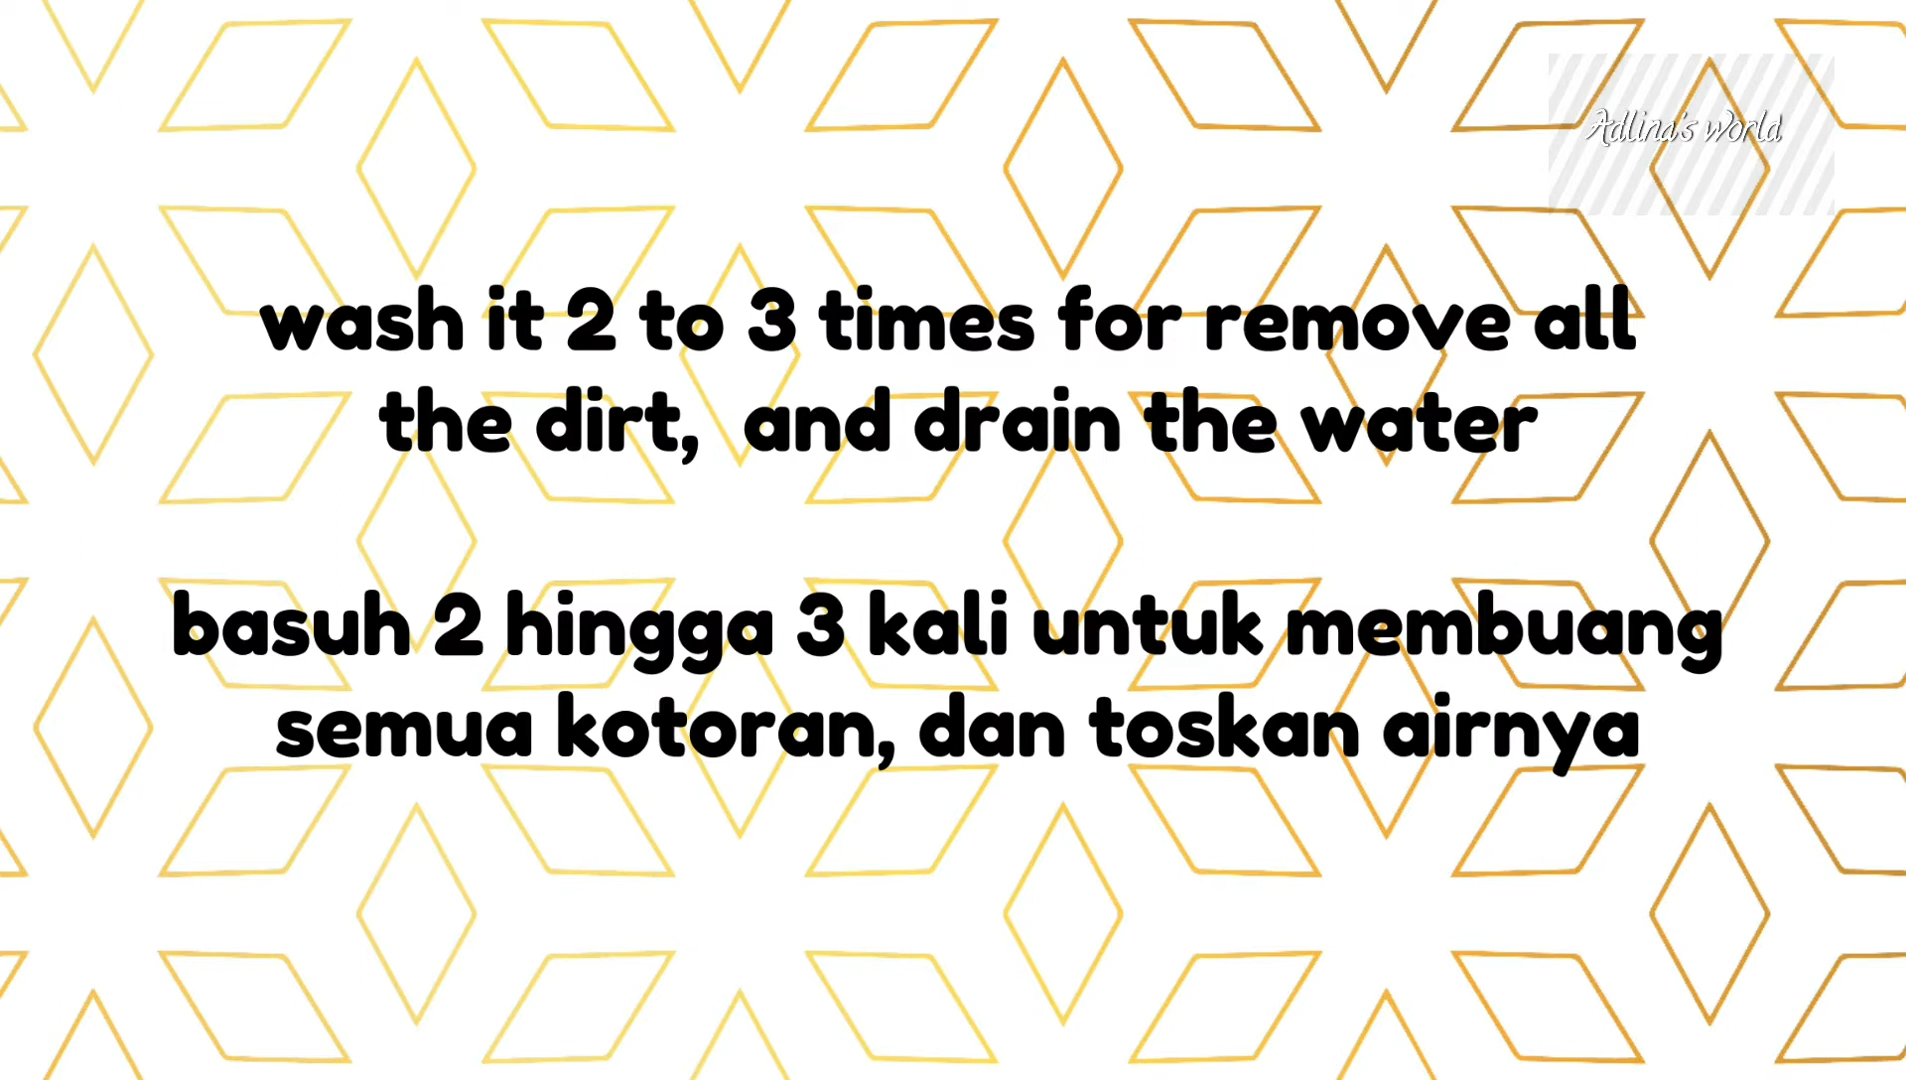 Adlina's world
wash it 2 to 3 times for remove all
the dirt,  and drain the water
basuh 2 hingga 3 kali untuk membuang
semua kotoran, dan toskan airnya